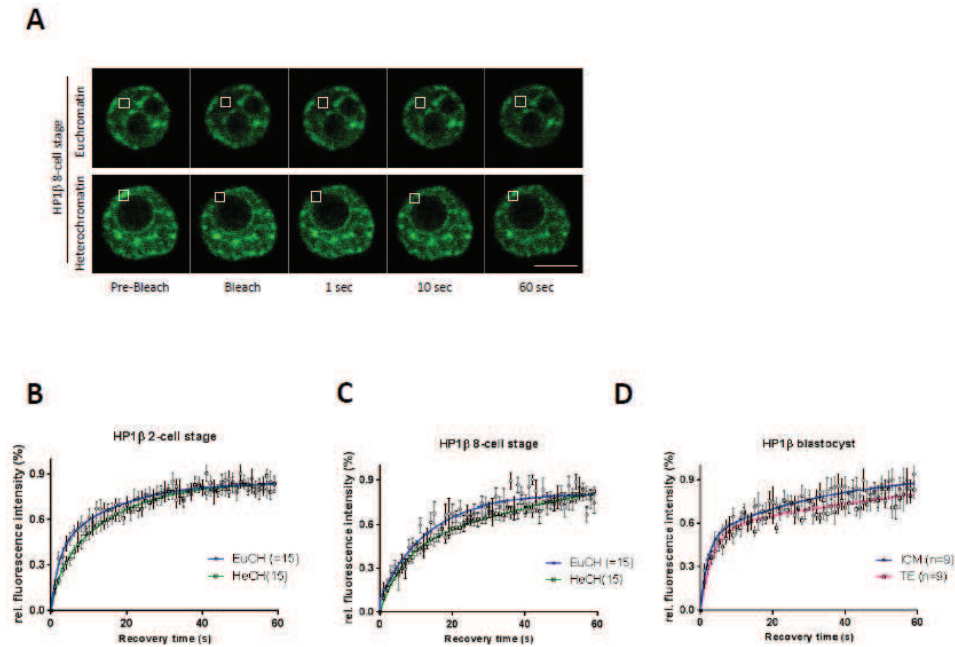 A
HP1β 8-cell stage
Euchromatin
Heterochromatin
Pre-Bleach Bleach 1 sec 10 sec 60 sec
B
HP1β 2-cell stage
rel. fluorescence intensity (%)
0.9
0.6
0.3
0.0
0 20 40 60
Recovery time (s)
EuCH (=15)
HeCH(15)
C
HP1β 8-cell stage
rel. fluorescence intensity (%)
0.9
0.6
0.3
0.0
0 20 40 60
Recovery time (s)
EuCH (=15)
HeCH(15)
D
HP1β blastocyst
rel. fluorescence intensity (%)
0.9
0.6
0.3
0.0
0 20 40 60
Recovery time (s)
ICM (n=9)
TE (n=9)